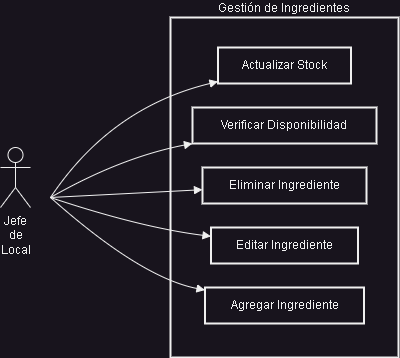 Gestión de Ingredientes
Actualizar Stock
Verificar Disponibilidad
Eliminar Ingrediente
Editar Ingrediente
Agregar Ingrediente
Jefe
de
Local